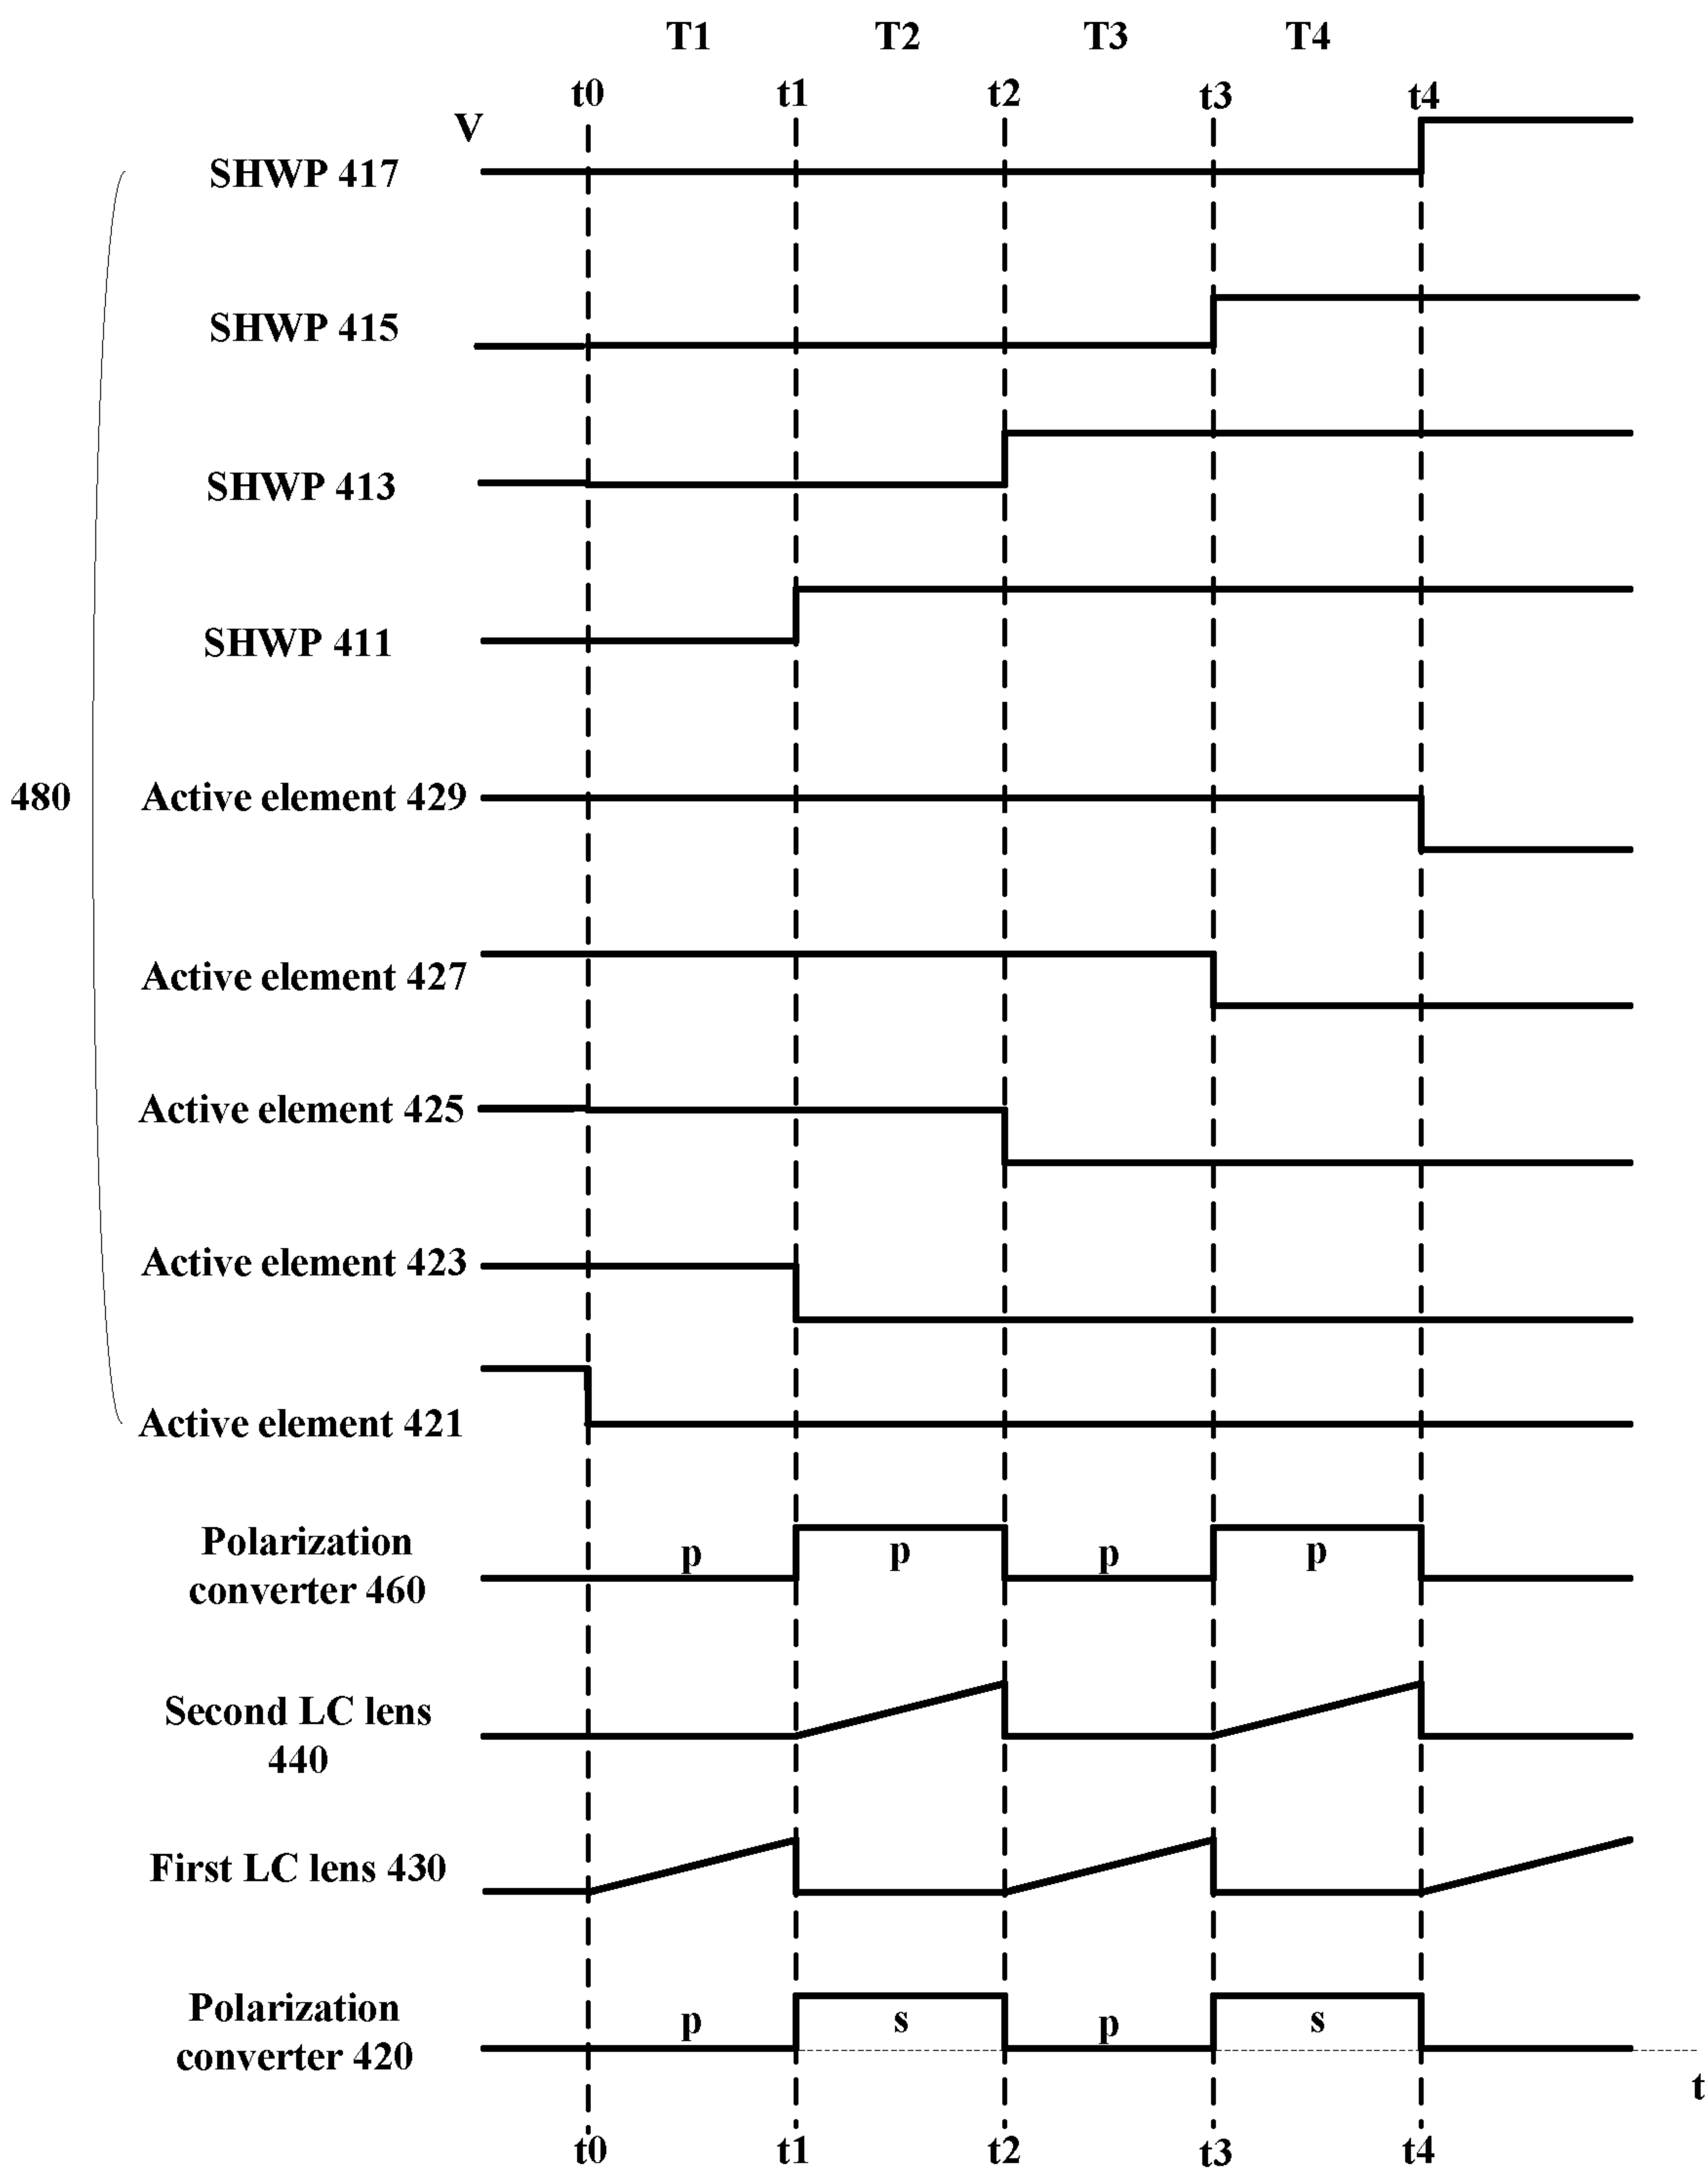 T1 T2 T3 T4
t0 t1 t2 t3 t4
V
SHWP 417
SHWP 415
SHWP 413
SHWP 411
480
Active element 429
Active element 427
Active element 425
Active element 423
Active element 421
Polarization
converter 460
p p p p
Second LC lens
440
First LC lens 430
Polarization
converter 420
p s p s
t
t0 t1 t2 t3 t4